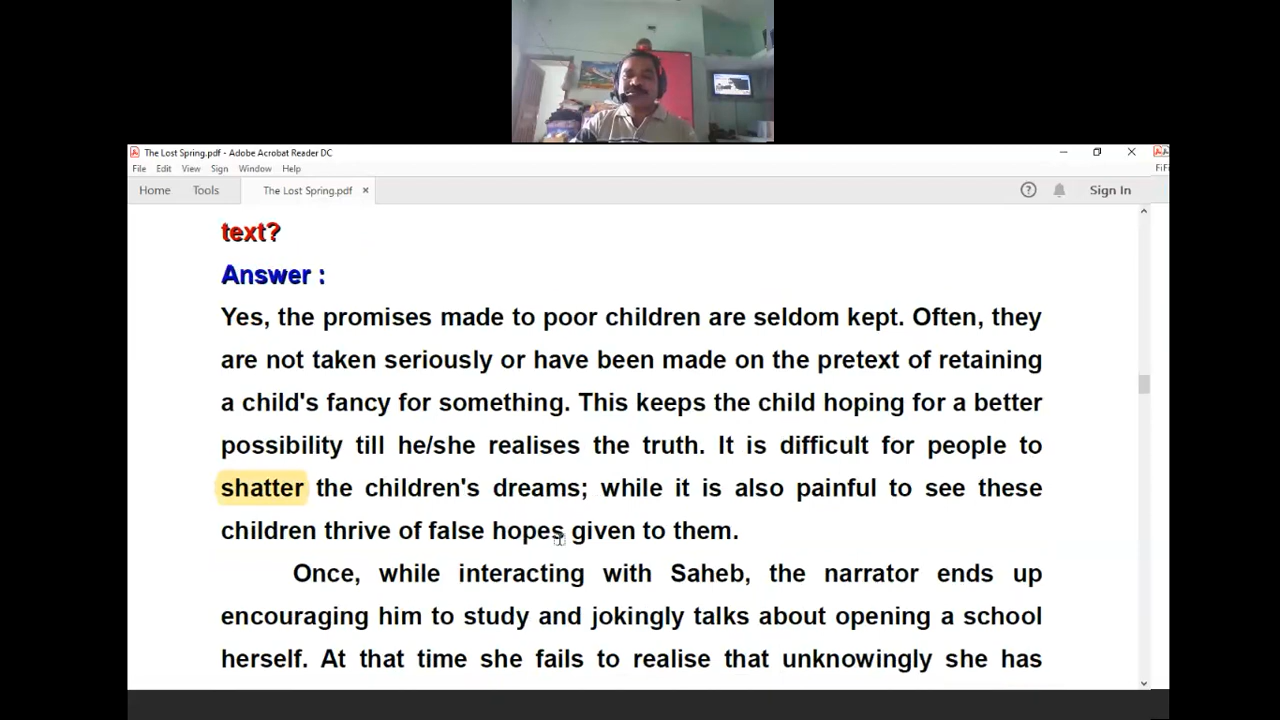 The Lost Spring.pdf - Adobe Acrobat Reader DC
File Edit View Sign Window Help
Home Tools The Lost Spring.pdf × Sign In
text?
Answer :
Yes, the promises made to poor children are seldom kept. Often, they
are not taken seriously or have been made on the pretext of retaining
a child's fancy for something. This keeps the child hoping for a better
possibility till he/she realises the truth. It is difficult for people to
shatter the children's dreams; while it is also painful to see these
children thrive of false hopes given to them.
Once, while interacting with Saheb, the narrator ends up
encouraging him to study and jokingly talks about opening a school
herself. At that time she fails to realise that unknowingly she has